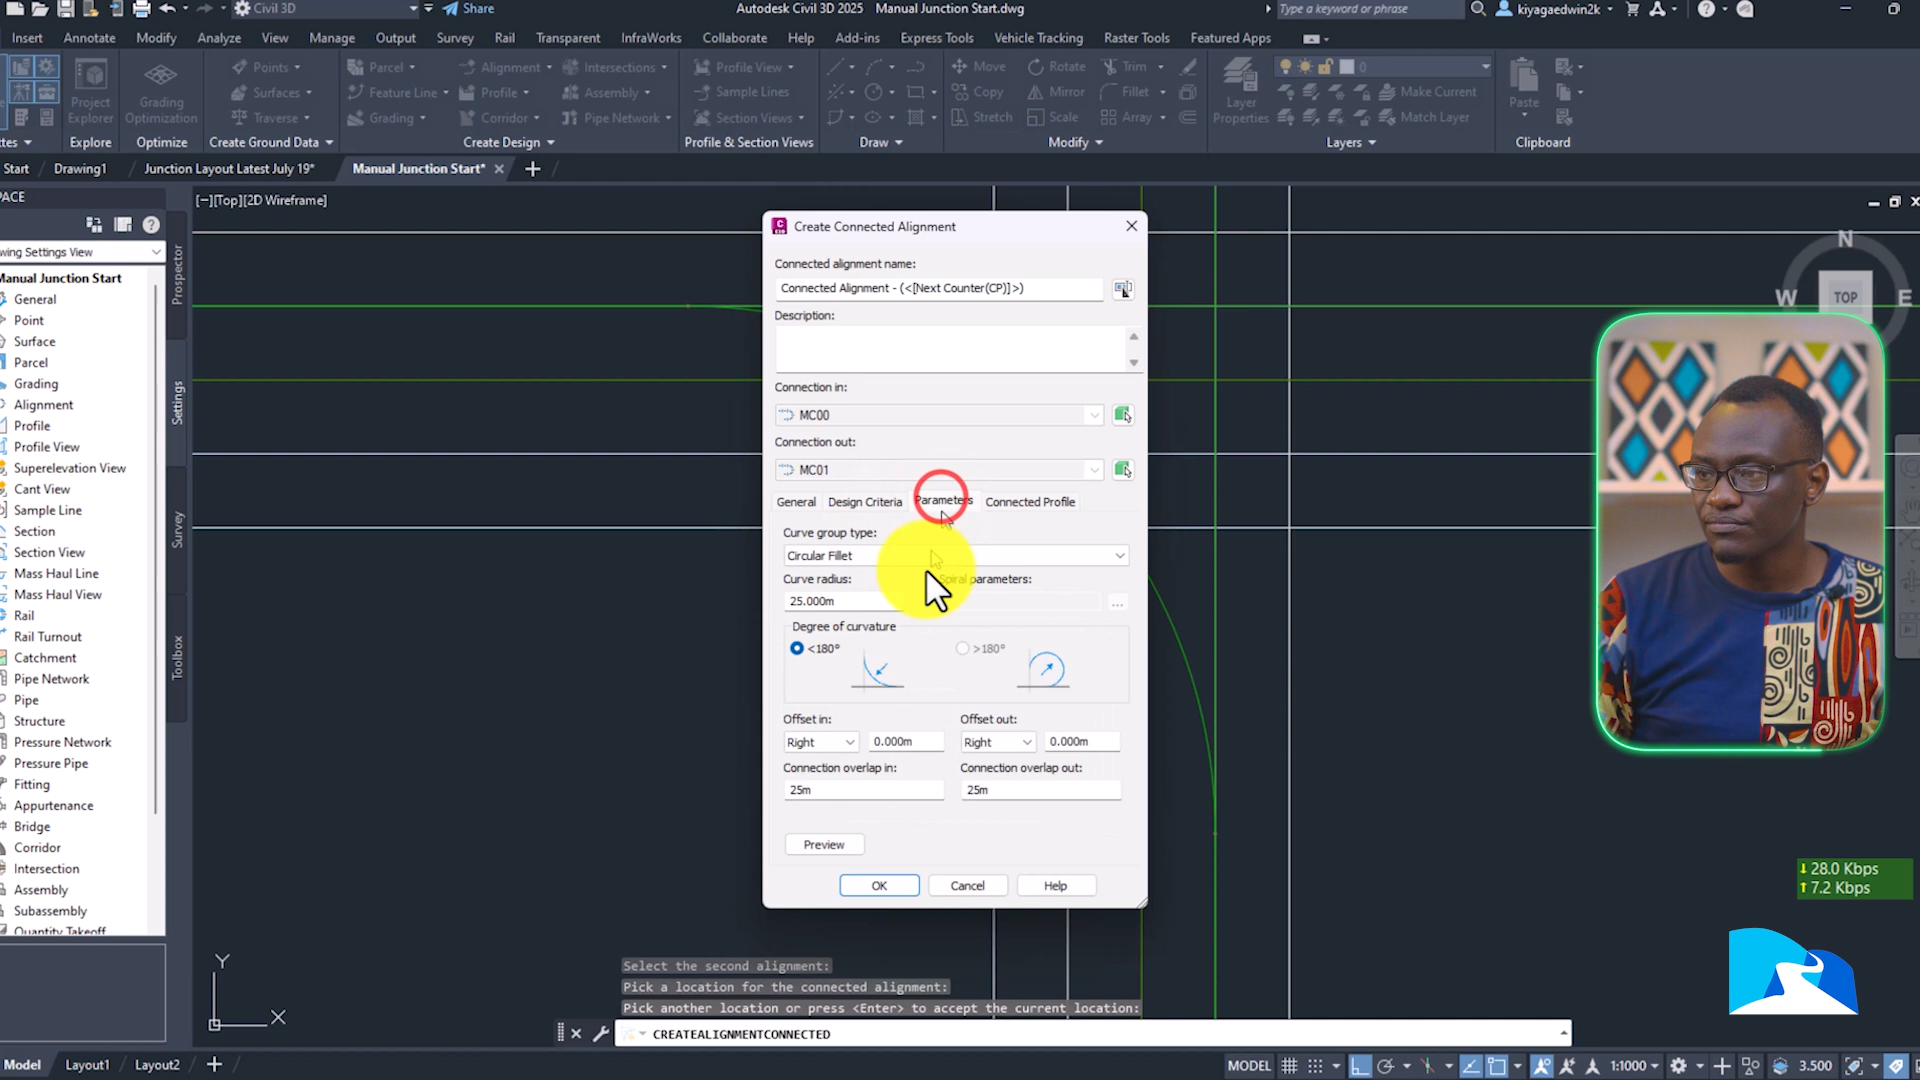 Civil 3D
Share
Autodesk Civil 3D 2025 Manual Junction Start.dwg
Type a keyword or phrase
kiyagaedwin2k
Insert Annotate Modify Analyze View Manage Output Survey Rail Transparent InfraWorks Collaborate Help Add-ins Express Tools Vehicle Tracking Raster Tools Featured Apps
Project Explorer
Explore
Grading Optimization
Optimize
Points
Surfaces
Traverse
Create Ground Data
Parcel
Feature Line
Grading
Alignment
Profile
Corridor
Intersections
Assembly
Pipe Network
Create Design
Profile View
Sample Lines
Section Views
Profile & Section Views
Draw
Move
Copy
Stretch
Rotate
Mirror
Scale
Trim
Fillet
Array
Modify
Layer Properties
0
Make Current
Match Layer
Layers
Paste
Clipboard
Start
Drawing1
Junction Layout Latest July 19*
Manual Junction Start*
PACE
wing Settings View
Manual Junction Start
General
Point
Surface
Parcel
Grading
Alignment
Profile
Profile View
Superelevation View
Cant View
Sample Line
Section
Section View
Mass Haul Line
Mass Haul View
Rail
Rail Turnout
Catchment
Pipe Network
Pipe
Structure
Pressure Network
Pressure Pipe
Fitting
Appurtenance
Bridge
Corridor
Intersection
Assembly
Subassembly
Quantity Takeoff
Prospector
Settings
Survey
Toolbox
[−][Top][2D Wireframe]
N
W
TOP
E
Create Connected Alignment
Connected alignment name:
Connected Alignment - (<[Next Counter(CP)]>)
Description:
Connection in:
MC00
Connection out:
MC01
General Design Criteria Parameters Connected Profile
Curve group type:
Circular Fillet
Curve radius:
Spiral parameters:
25.000m
...
Degree of curvature
<180°
>180°
Offset in:
Offset out:
Right
0.000m
Right
0.000m
Connection overlap in:
Connection overlap out:
25m
25m
Preview
OK
Cancel
Help
28.0 Kbps
7.2 Kbps
Y
X
Select the second alignment:
Pick a location for the connected alignment:
Pick another location or press <Enter> to accept the current location:
CREATEALIGNMENTCONNECTED
Model
Layout1
Layout2
MODEL
1:1000
3.500